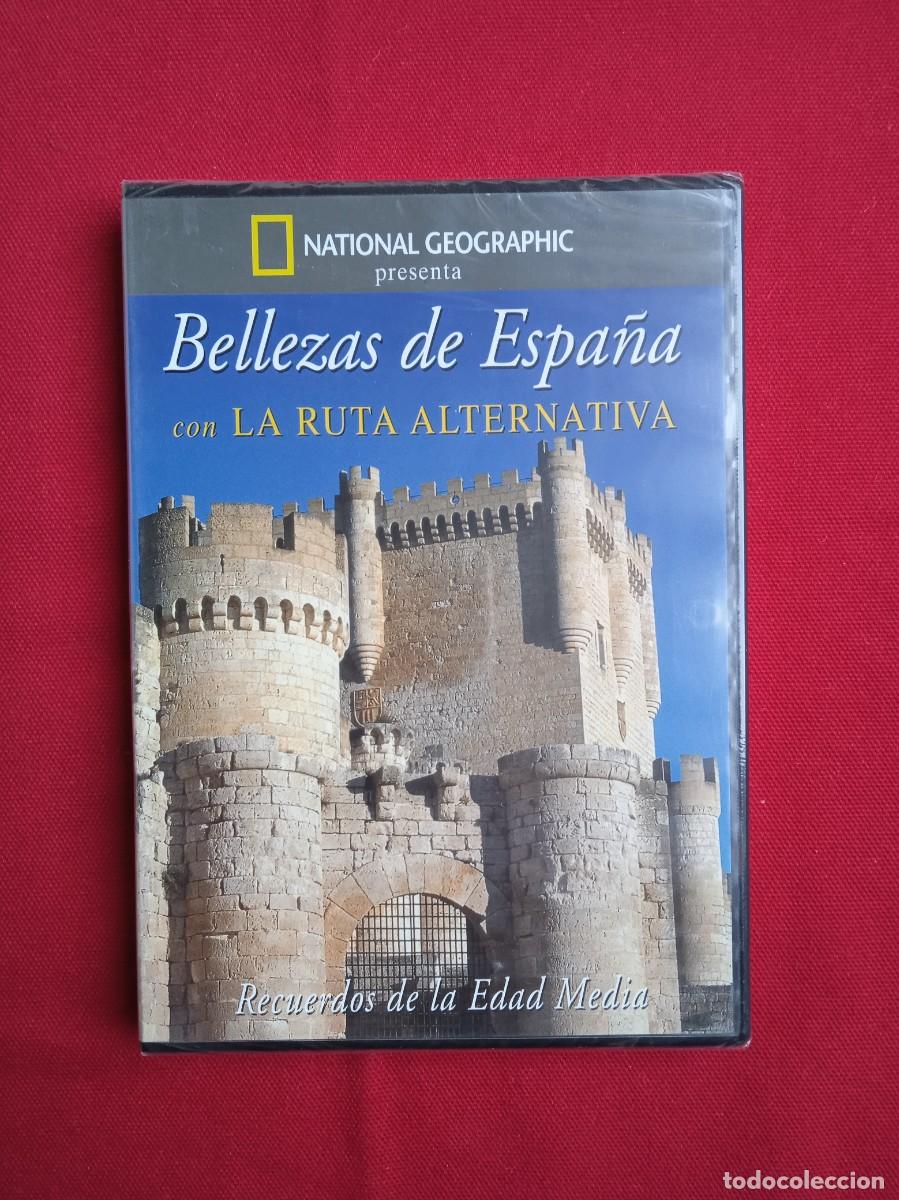 NATIONAL GEOGRAPHIC
presenta
Bellezas de España
con LA RUTA ALTERNATIVA
Recuerdos de la Edad Media
todocoleccion